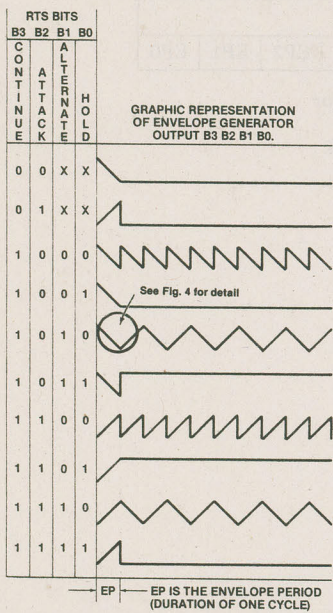 RTS BITS
B3 B2 B1 B0
CONTINUE
ATTACK
ALTERNATE
HOLD
GRAPHIC REPRESENTATION
OF ENVELOPE GENERATOR
OUTPUT B3 B2 B1 B0.
0 0 X X
0 1 X X
1 0 0 0
1 0 0 1
See Fig. 4 for detail
1 0 1 0
1 0 1 1
1 1 0 0
1 1 0 1
1 1 1 0
1 1 1 1
EP EP IS THE ENVELOPE PERIOD
(DURATION OF ONE CYCLE)